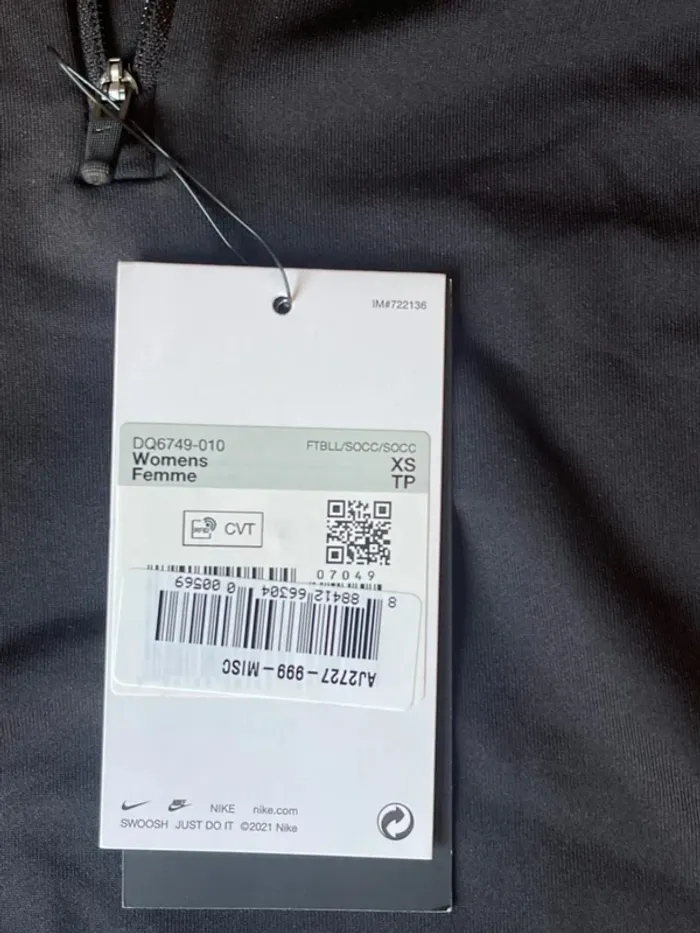 IM#722136
DQ6749-010 FTBLL/SOCC/SOCC
Womens XS
Femme TP
CVT
07049
8 88412 66304 0 00569
AJ2727-999-MISC
NIKE nike.com
SWOOSH JUST DO IT ©2021 Nike